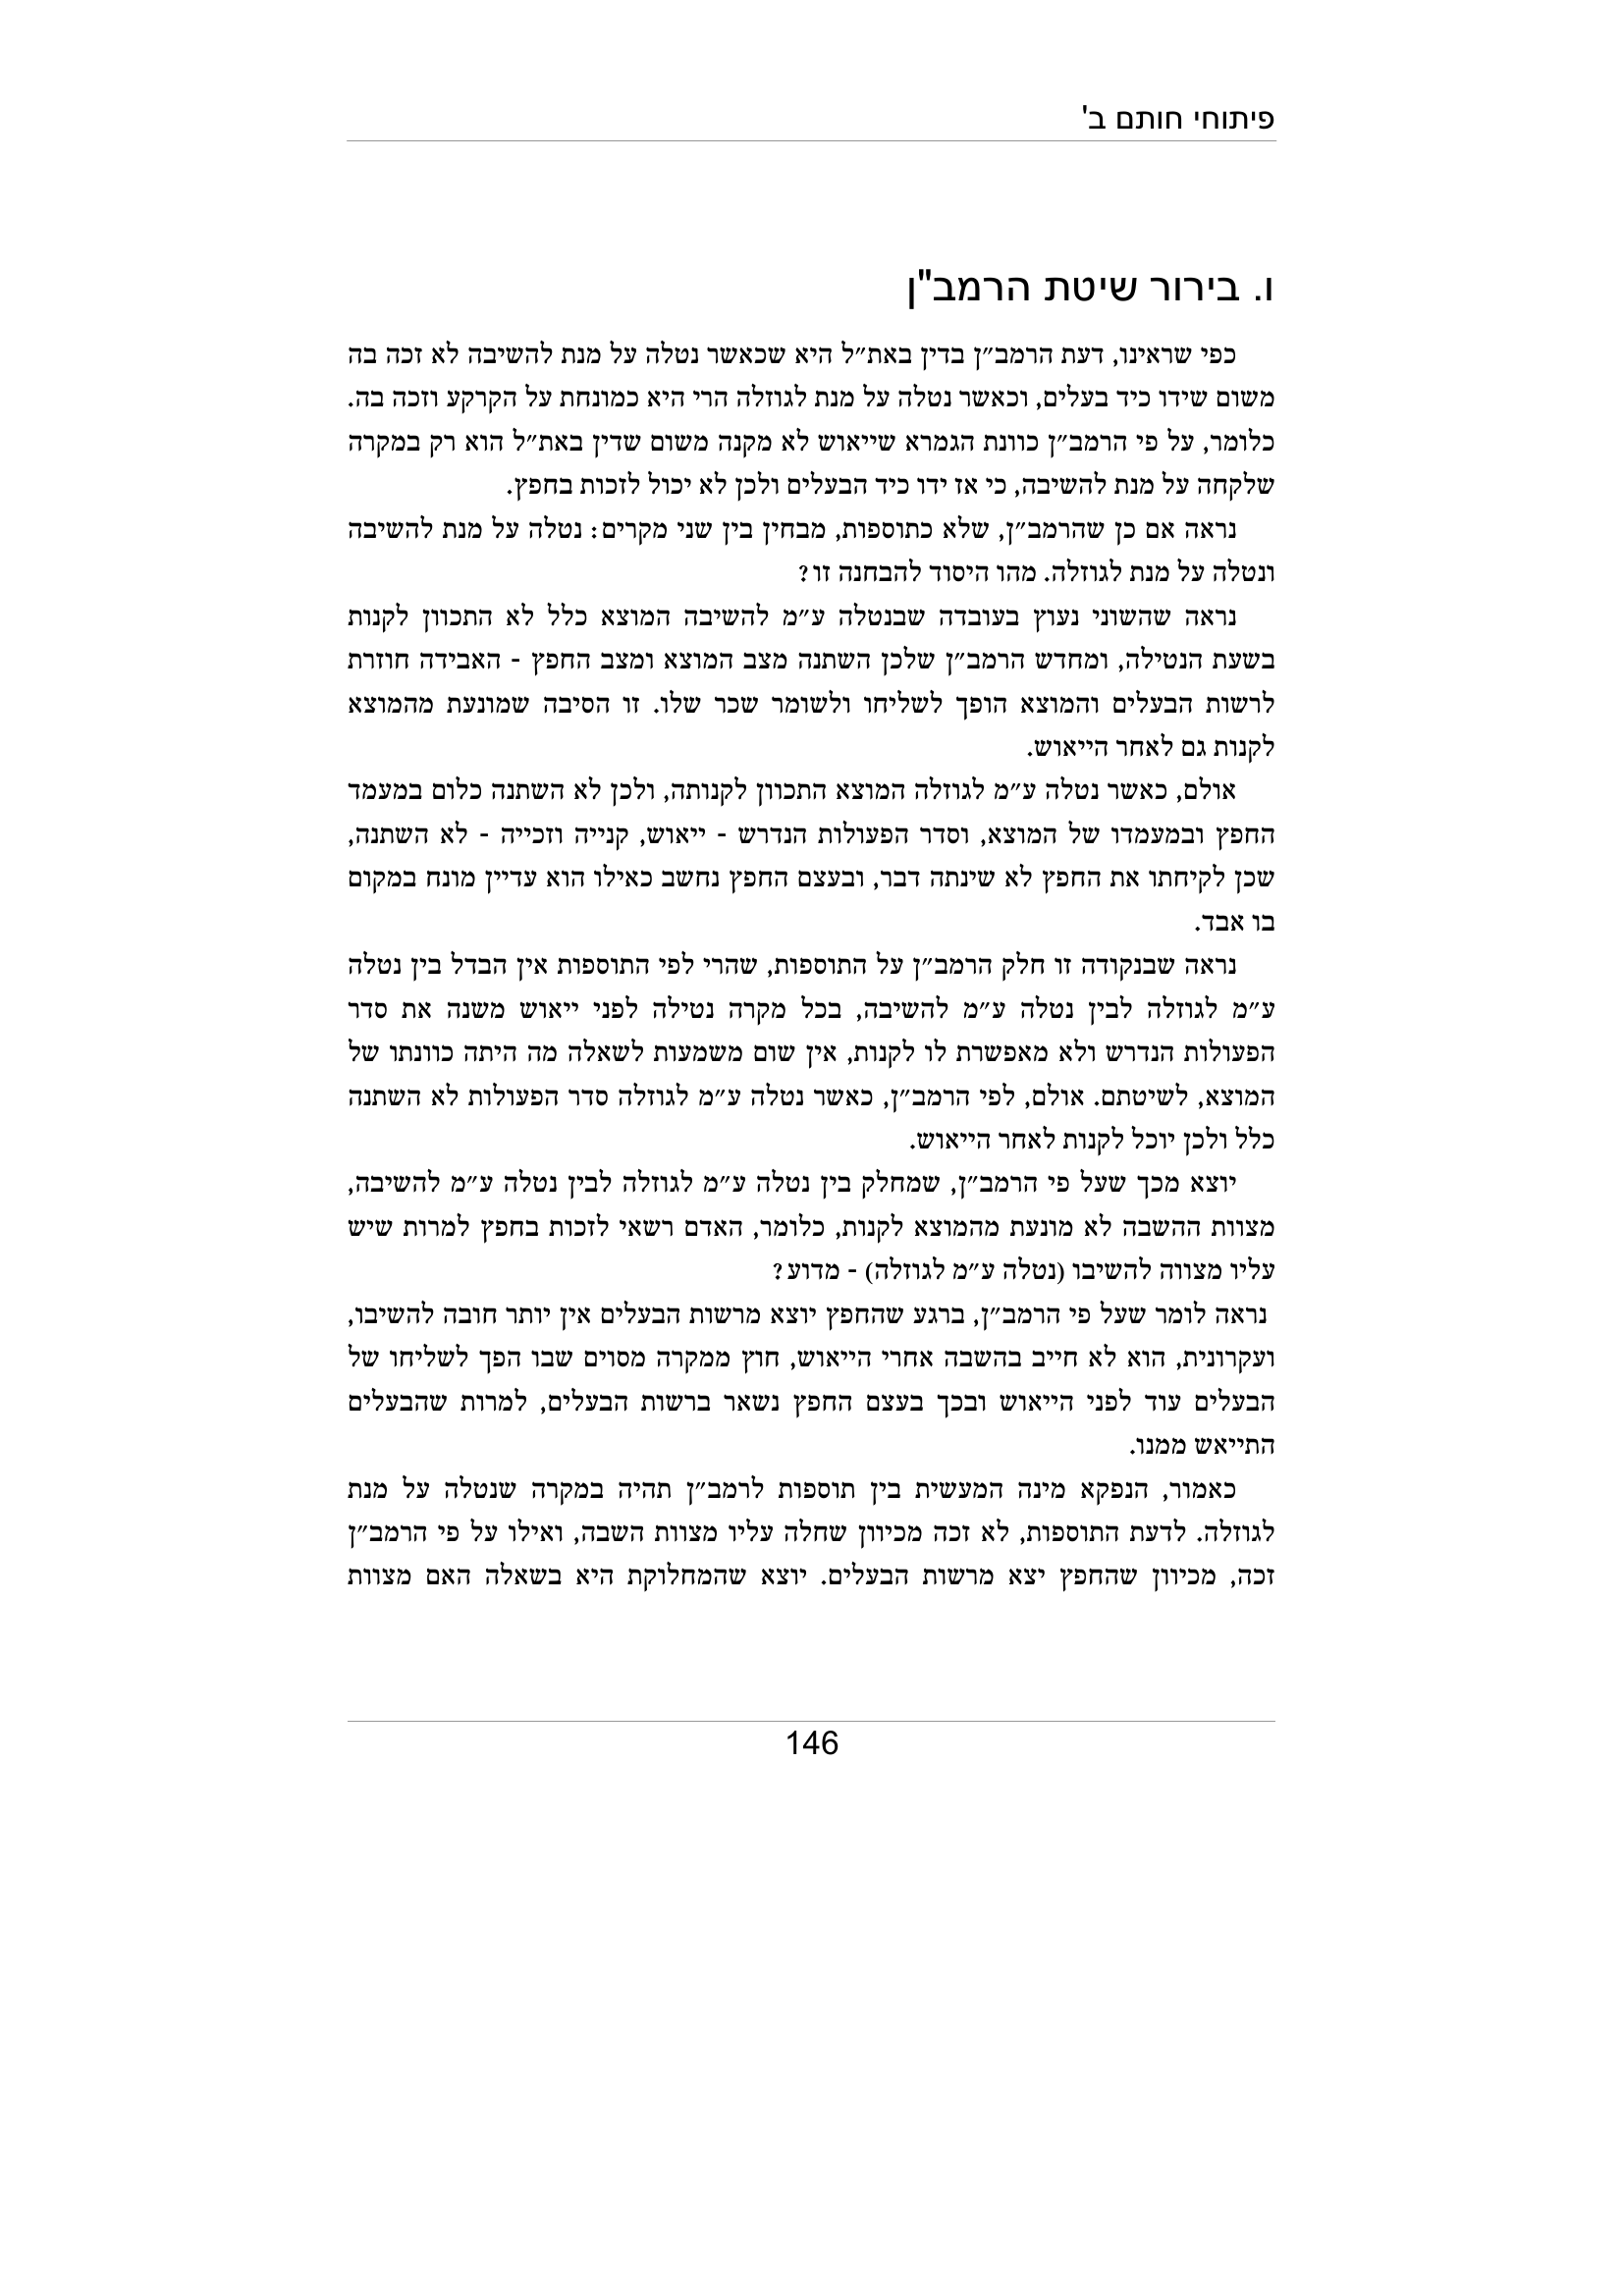 פיתוחי חותם ב'
ו. בירור שיטת הרמב"ן
כפי שראינו, דעת הרמב״ן בדין באת״ל היא שכאשר נטלה על מנת להשיבה לא זכה בה
משום שידו כיד בעלים, וכאשר נטלה על מנת לגוזלה הרי היא כמונחת על הקרקע וזכה בה.
כלומר, על פי הרמב״ן כוונת הגמרא שייאוש לא מקנה משום שדין באת״ל הוא רק במקרה
שלקחה על מנת להשיבה, כי אז ידו כיד הבעלים ולכן לא יכול לזכות בחפץ.
נראה אם כן שהרמב״ן, שלא כתוספות, מבחין בין שני מקרים: נטלה על מנת להשיבה
ונטלה על מנת לגוזלה. מהו היסוד להבחנה זו?
נראה שהשוני נעוץ בעובדה שבנטלה ע״מ להשיבה המוצא כלל לא התכוון לקנות
בשעת הנטילה, ומחדש הרמב״ן שלכן השתנה מצב המוצא ומצב החפץ - האבידה חוזרת
לרשות הבעלים והמוצא הופך לשליחו ולשומר שכר שלו. זו הסיבה שמונעת מהמוצא
לקנות גם לאחר הייאוש.
אולם, כאשר נטלה ע״מ לגוזלה המוצא התכוון לקנותה, ולכן לא השתנה כלום במעמד
החפץ ובמעמדו של המוצא, וסדר הפעולות הנדרש - ייאוש, קנייה וזכייה - לא השתנה,
שכן לקיחתו את החפץ לא שינתה דבר, ובעצם החפץ נחשב כאילו הוא עדיין מונח במקום
בו אבד.
נראה שבנקודה זו חלק הרמב״ן על התוספות, שהרי לפי התוספות אין הבדל בין נטלה
ע״מ לגוזלה לבין נטלה ע״מ להשיבה, בכל מקרה נטילה לפני ייאוש משנה את סדר
הפעולות הנדרש ולא מאפשרת לו לקנות, אין שום משמעות לשאלה מה היתה כוונתו של
המוצא, לשיטתם. אולם, לפי הרמב״ן, כאשר נטלה ע״מ לגוזלה סדר הפעולות לא השתנה
כלל ולכן יוכל לקנות לאחר הייאוש.
יוצא מכך שעל פי הרמב״ן, שמחלק בין נטלה ע״מ לגוזלה לבין נטלה ע״מ להשיבה,
מצוות ההשבה לא מונעת מהמוצא לקנות, כלומר, האדם רשאי לזכות בחפץ למרות שיש
עליו מצווה להשיבו (נטלה ע״מ לגוזלה) - מדוע?
נראה לומר שעל פי הרמב״ן, ברגע שהחפץ יוצא מרשות הבעלים אין יותר חובה להשיבו,
ועקרונית, הוא לא חייב בהשבה אחרי הייאוש, חוץ ממקרה מסוים שבו הפך לשליחו של
הבעלים עוד לפני הייאוש ובכך בעצם החפץ נשאר ברשות הבעלים, למרות שהבעלים
התייאש ממנו.
כאמור, הנפקא מינה המעשית בין תוספות לרמב״ן תהיה במקרה שנטלה על מנת
לגוזלה. לדעת התוספות, לא זכה מכיוון שחלה עליו מצוות השבה, ואילו על פי הרמב״ן
זכה, מכיוון שהחפץ יצא מרשות הבעלים. יוצא שהמחלוקת היא בשאלה האם מצוות
146